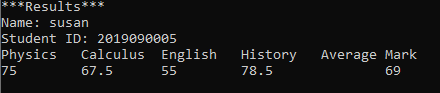 ***Results***
Name: susan
Student ID: 2019090005
Physics Calculus English History Average Mark
75 67.5 55 78.5 69